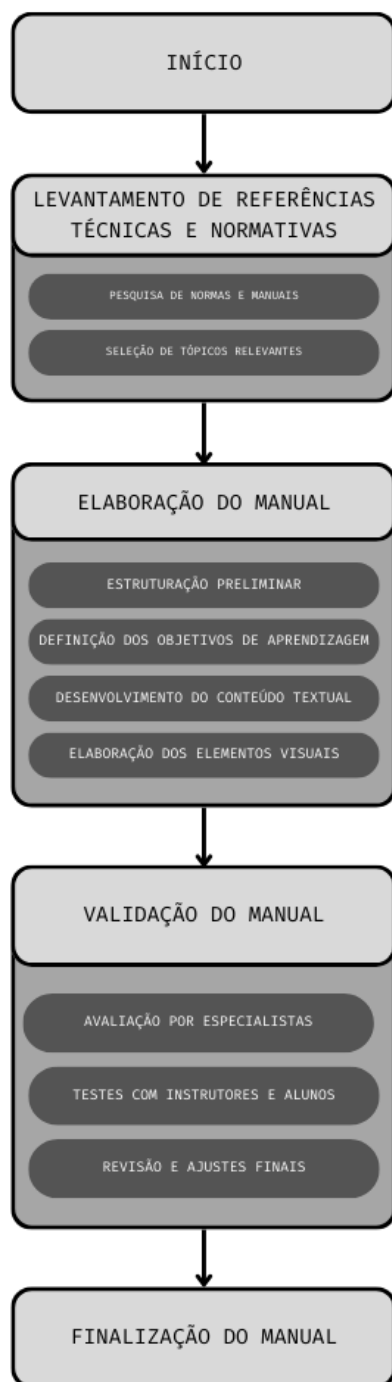 INÍCIO
LEVANTAMENTO DE REFERÊNCIAS
TÉCNICAS E NORMATIVAS
PESQUISA DE NORMAS E MANUAIS
SELEÇÃO DE TÓPICOS RELEVANTES
ELABORAÇÃO DO MANUAL
ESTRUTURAÇÃO PRELIMINAR
DEFINIÇÃO DOS OBJETIVOS DE APRENDIZAGEM
DESENVOLVIMENTO DO CONTEÚDO TEXTUAL
ELABORAÇÃO DOS ELEMENTOS VISUAIS
VALIDAÇÃO DO MANUAL
AVALIAÇÃO POR ESPECIALISTAS
TESTES COM INSTRUTORES E ALUNOS
REVISÃO E AJUSTES FINAIS
FINALIZAÇÃO DO MANUAL